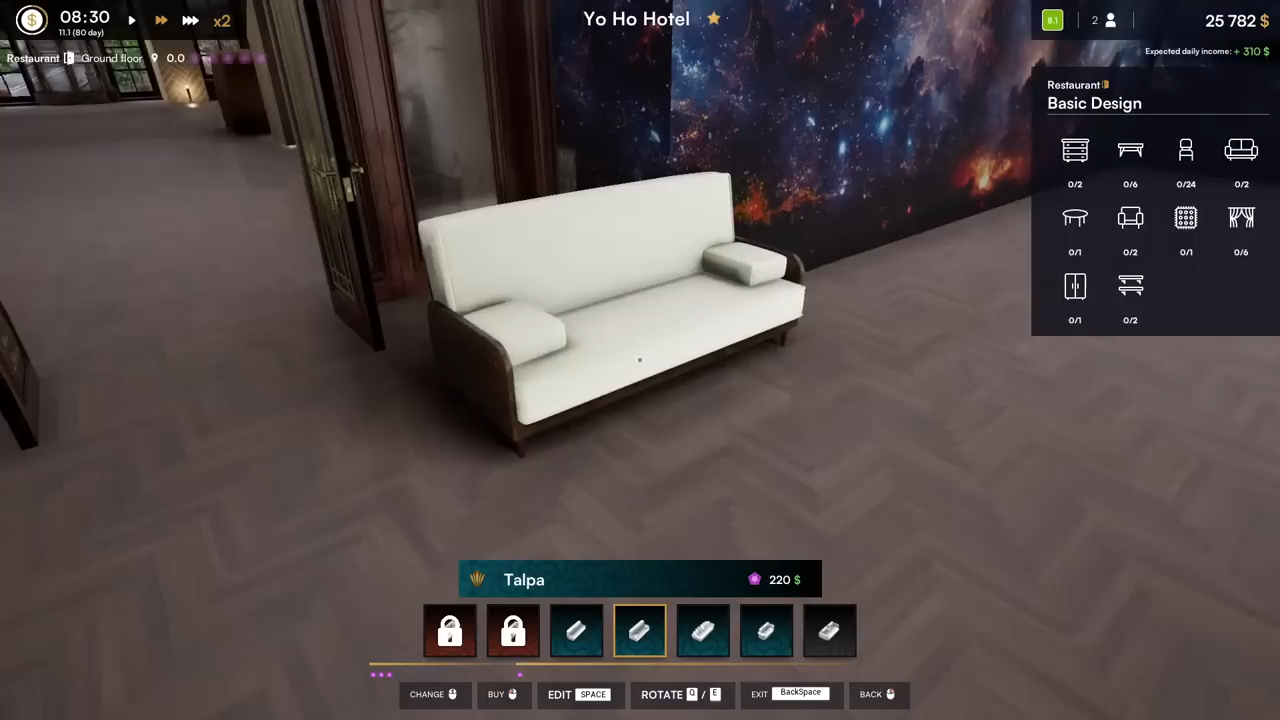 08:30
11.1 (80 day)
x2
Yo Ho Hotel
8.1
2
25 782 $
Restaurant Ground floor 0.0
Expected daily income: + 310 $
Restaurant
Basic Design
0/2 0/6 0/24 0/2
0/1 0/2 0/1 0/6
0/1 0/2
Talpa 220 $
CHANGE BUY EDIT SPACE ROTATE Q / E EXIT BackSpace BACK